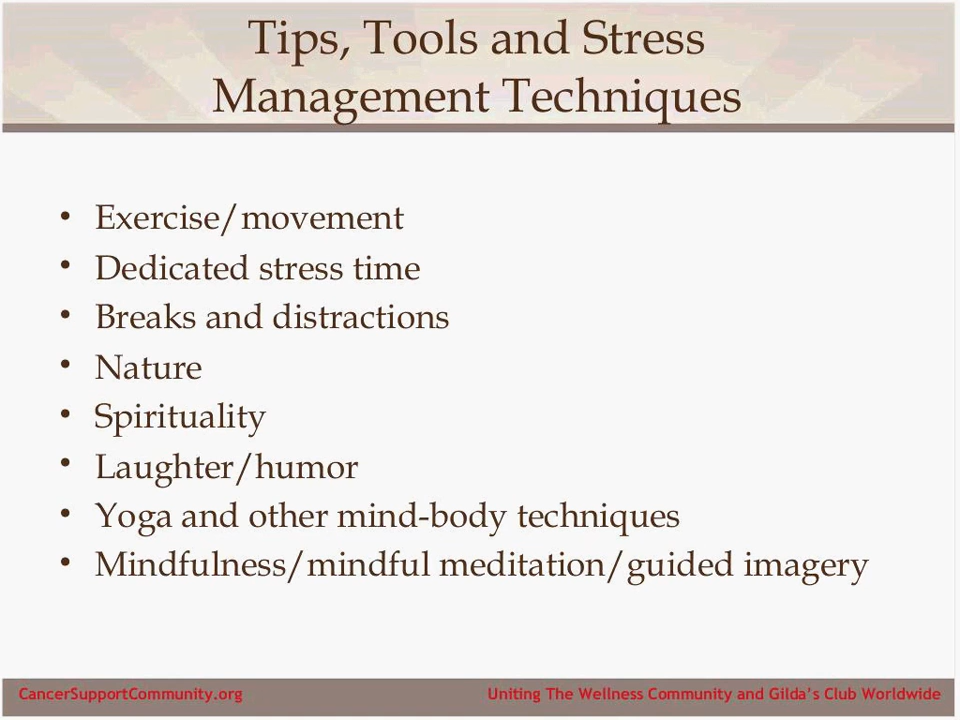 Tips, Tools and Stress
Management Techniques
• Exercise/movement
• Dedicated stress time
• Breaks and distractions
• Nature
• Spirituality
• Laughter/humor
• Yoga and other mind-body techniques
• Mindfulness/mindful meditation/guided imagery
CancerSupportCommunity.org
Uniting The Wellness Community and Gilda’s Club Worldwide